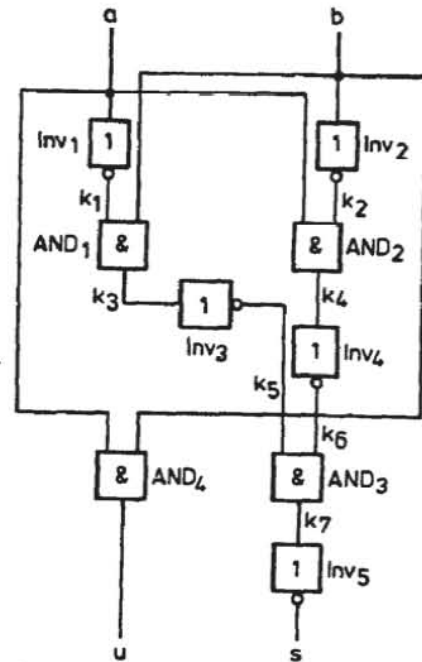 a b
Inv1 1 1 Inv2
k1 k2
AND1 & & AND2
k3 1 k4
Inv3 1 Inv4
k5 k6
& AND4 & AND3
k7
1 Inv5
u s